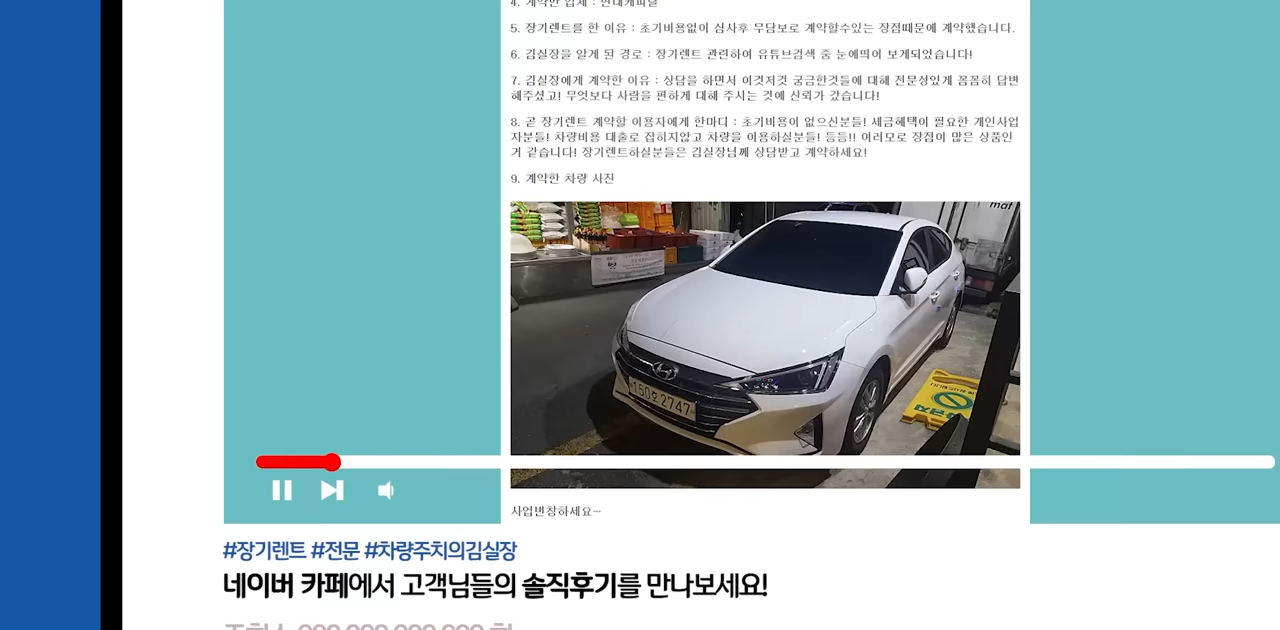 4. 계약한 업체 : 현대캐피탈
5. 장기렌트를 한 이유 : 초기비용없이 심사후 무담보로 계약할수있는 장점때문에 계약했습니다.
6. 김실장을 알게 된 경로 : 장기렌트 관련하여 유튜브검색 중 눈에띄어 보게되었습니다!
7. 김실장에게 계약한 이유 : 상담을 하면서 이것저것 궁금한것들에 대해 전문성있게 꼼꼼히 답변
해주셨고! 무엇보다 사람을 편하게 대해 주시는 것에 신뢰가 갔습니다!
8. 곧 장기렌트 계약할 이용자에게 한마디 : 초기비용이 없으신분들! 세금혜택이 필요한 개인사업
자분들! 차량비용 대출로 잡히지않고 차량을 이용하실분들! 등등!! 여러모로 장점이 많은 상품인
거 같습니다! 장기렌트하실분들은 김실장님께 상담받고 계약하세요!
9. 계약한 차량 사진
mat
150호 2747
사업번창하세요~
#장기렌트 #전문 #차량주치의김실장
네이버 카페에서 고객님들의 솔직후기를 만나보세요!